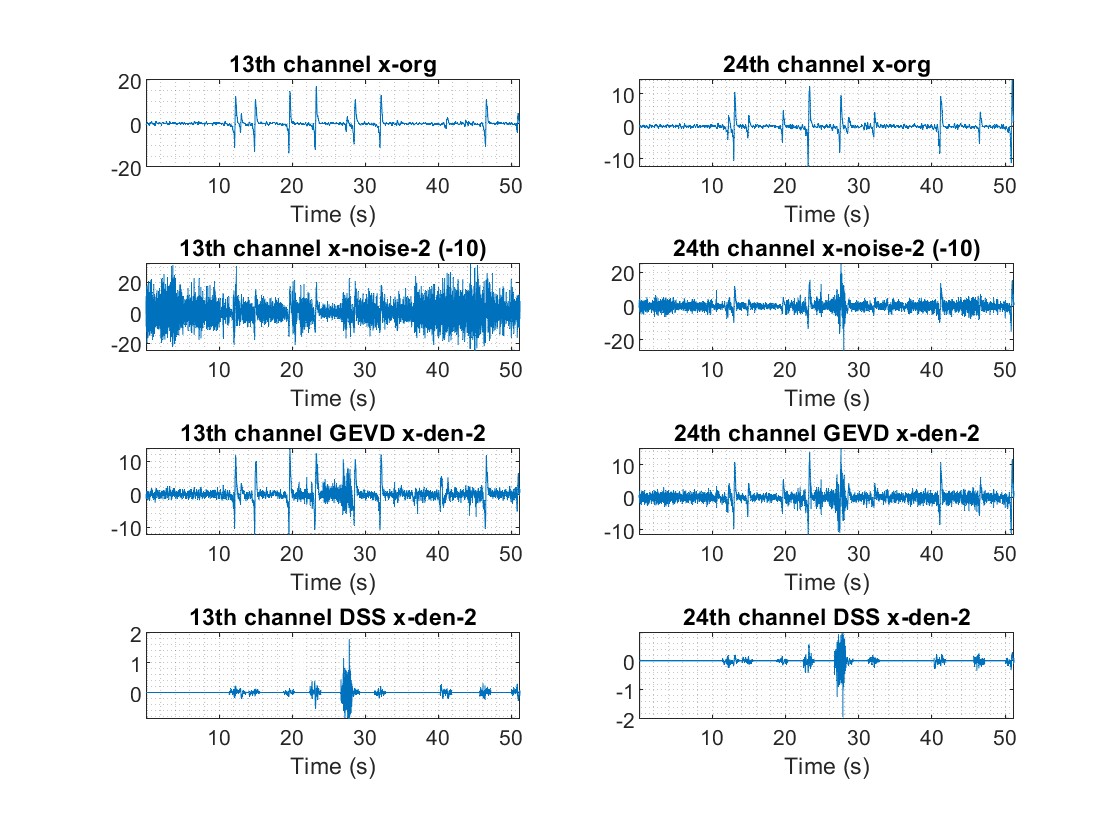 13th channel x-org
20
0
-20
10 20 30 40 50
Time (s)
24th channel x-org
10
0
-10
10 20 30 40 50
Time (s)
13th channel x-noise-2 (-10)
20
0
-20
10 20 30 40 50
Time (s)
24th channel x-noise-2 (-10)
20
0
-20
10 20 30 40 50
Time (s)
13th channel GEVD x-den-2
10
0
-10
10 20 30 40 50
Time (s)
24th channel GEVD x-den-2
10
0
-10
10 20 30 40 50
Time (s)
13th channel DSS x-den-2
2
1
0
10 20 30 40 50
Time (s)
24th channel DSS x-den-2
0
-1
-2
10 20 30 40 50
Time (s)